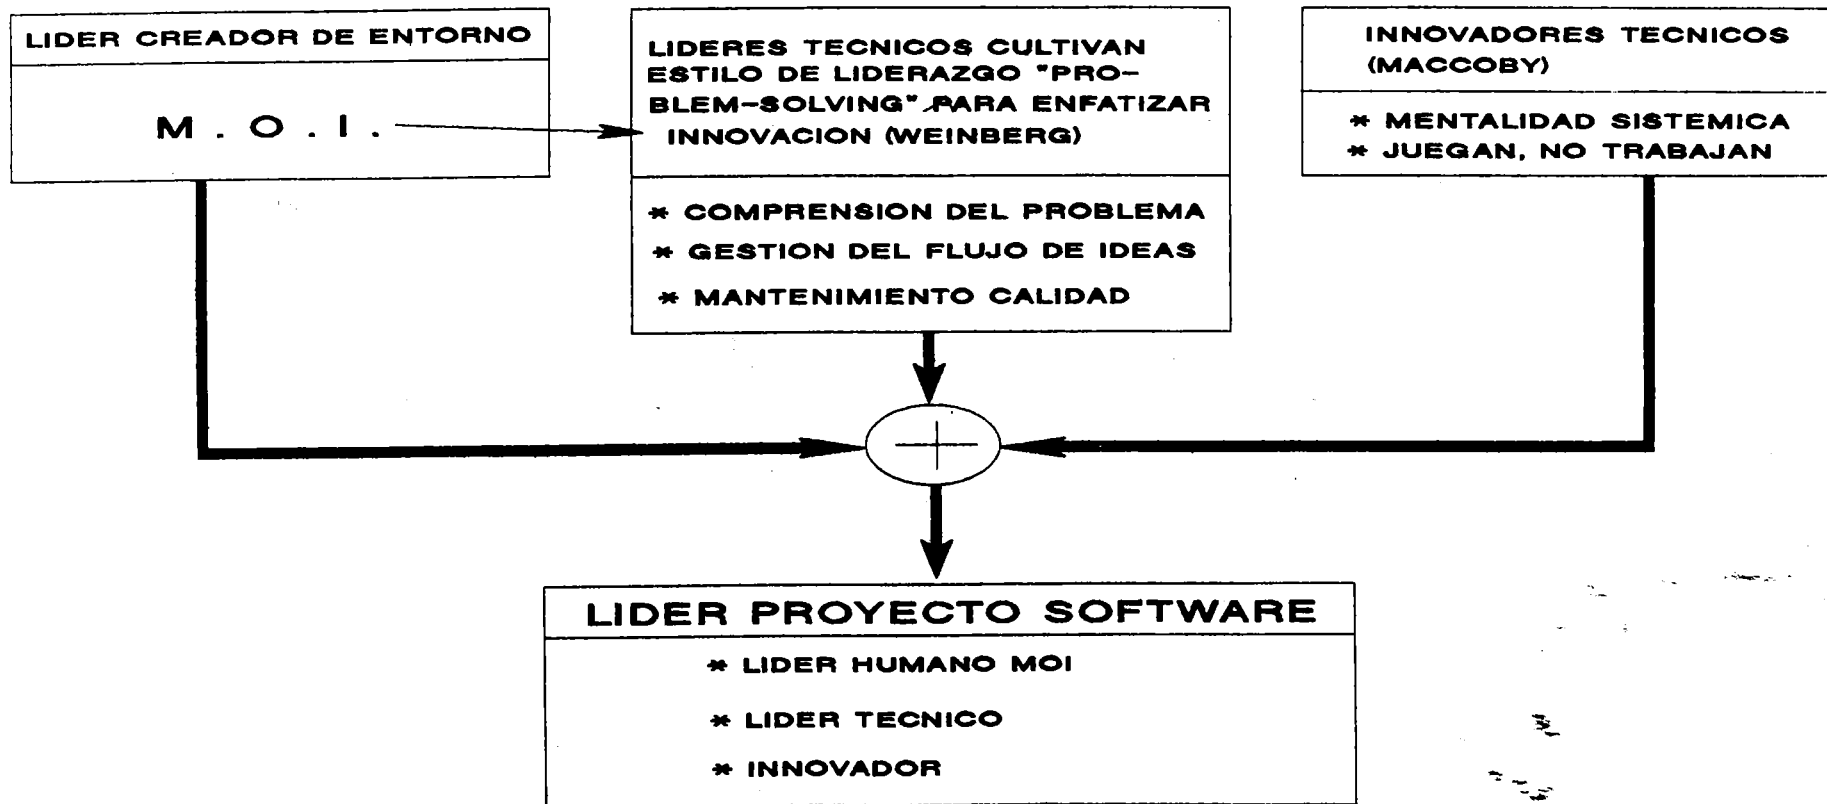 LIDER CREADOR DE ENTORNO
M . O . I .
LIDERES TECNICOS CULTIVAN
ESTILO DE LIDERAZGO "PRO-
BLEM-SOLVING" PARA ENFATIZAR
INNOVACION (WEINBERG)
* COMPRENSION DEL PROBLEMA
* GESTION DEL FLUJO DE IDEAS
* MANTENIMIENTO CALIDAD
INNOVADORES TECNICOS
(MACCOBY)
* MENTALIDAD SISTEMICA
* JUEGAN, NO TRABAJAN
LIDER PROYECTO SOFTWARE
* LIDER HUMANO MOI
* LIDER TECNICO
* INNOVADOR